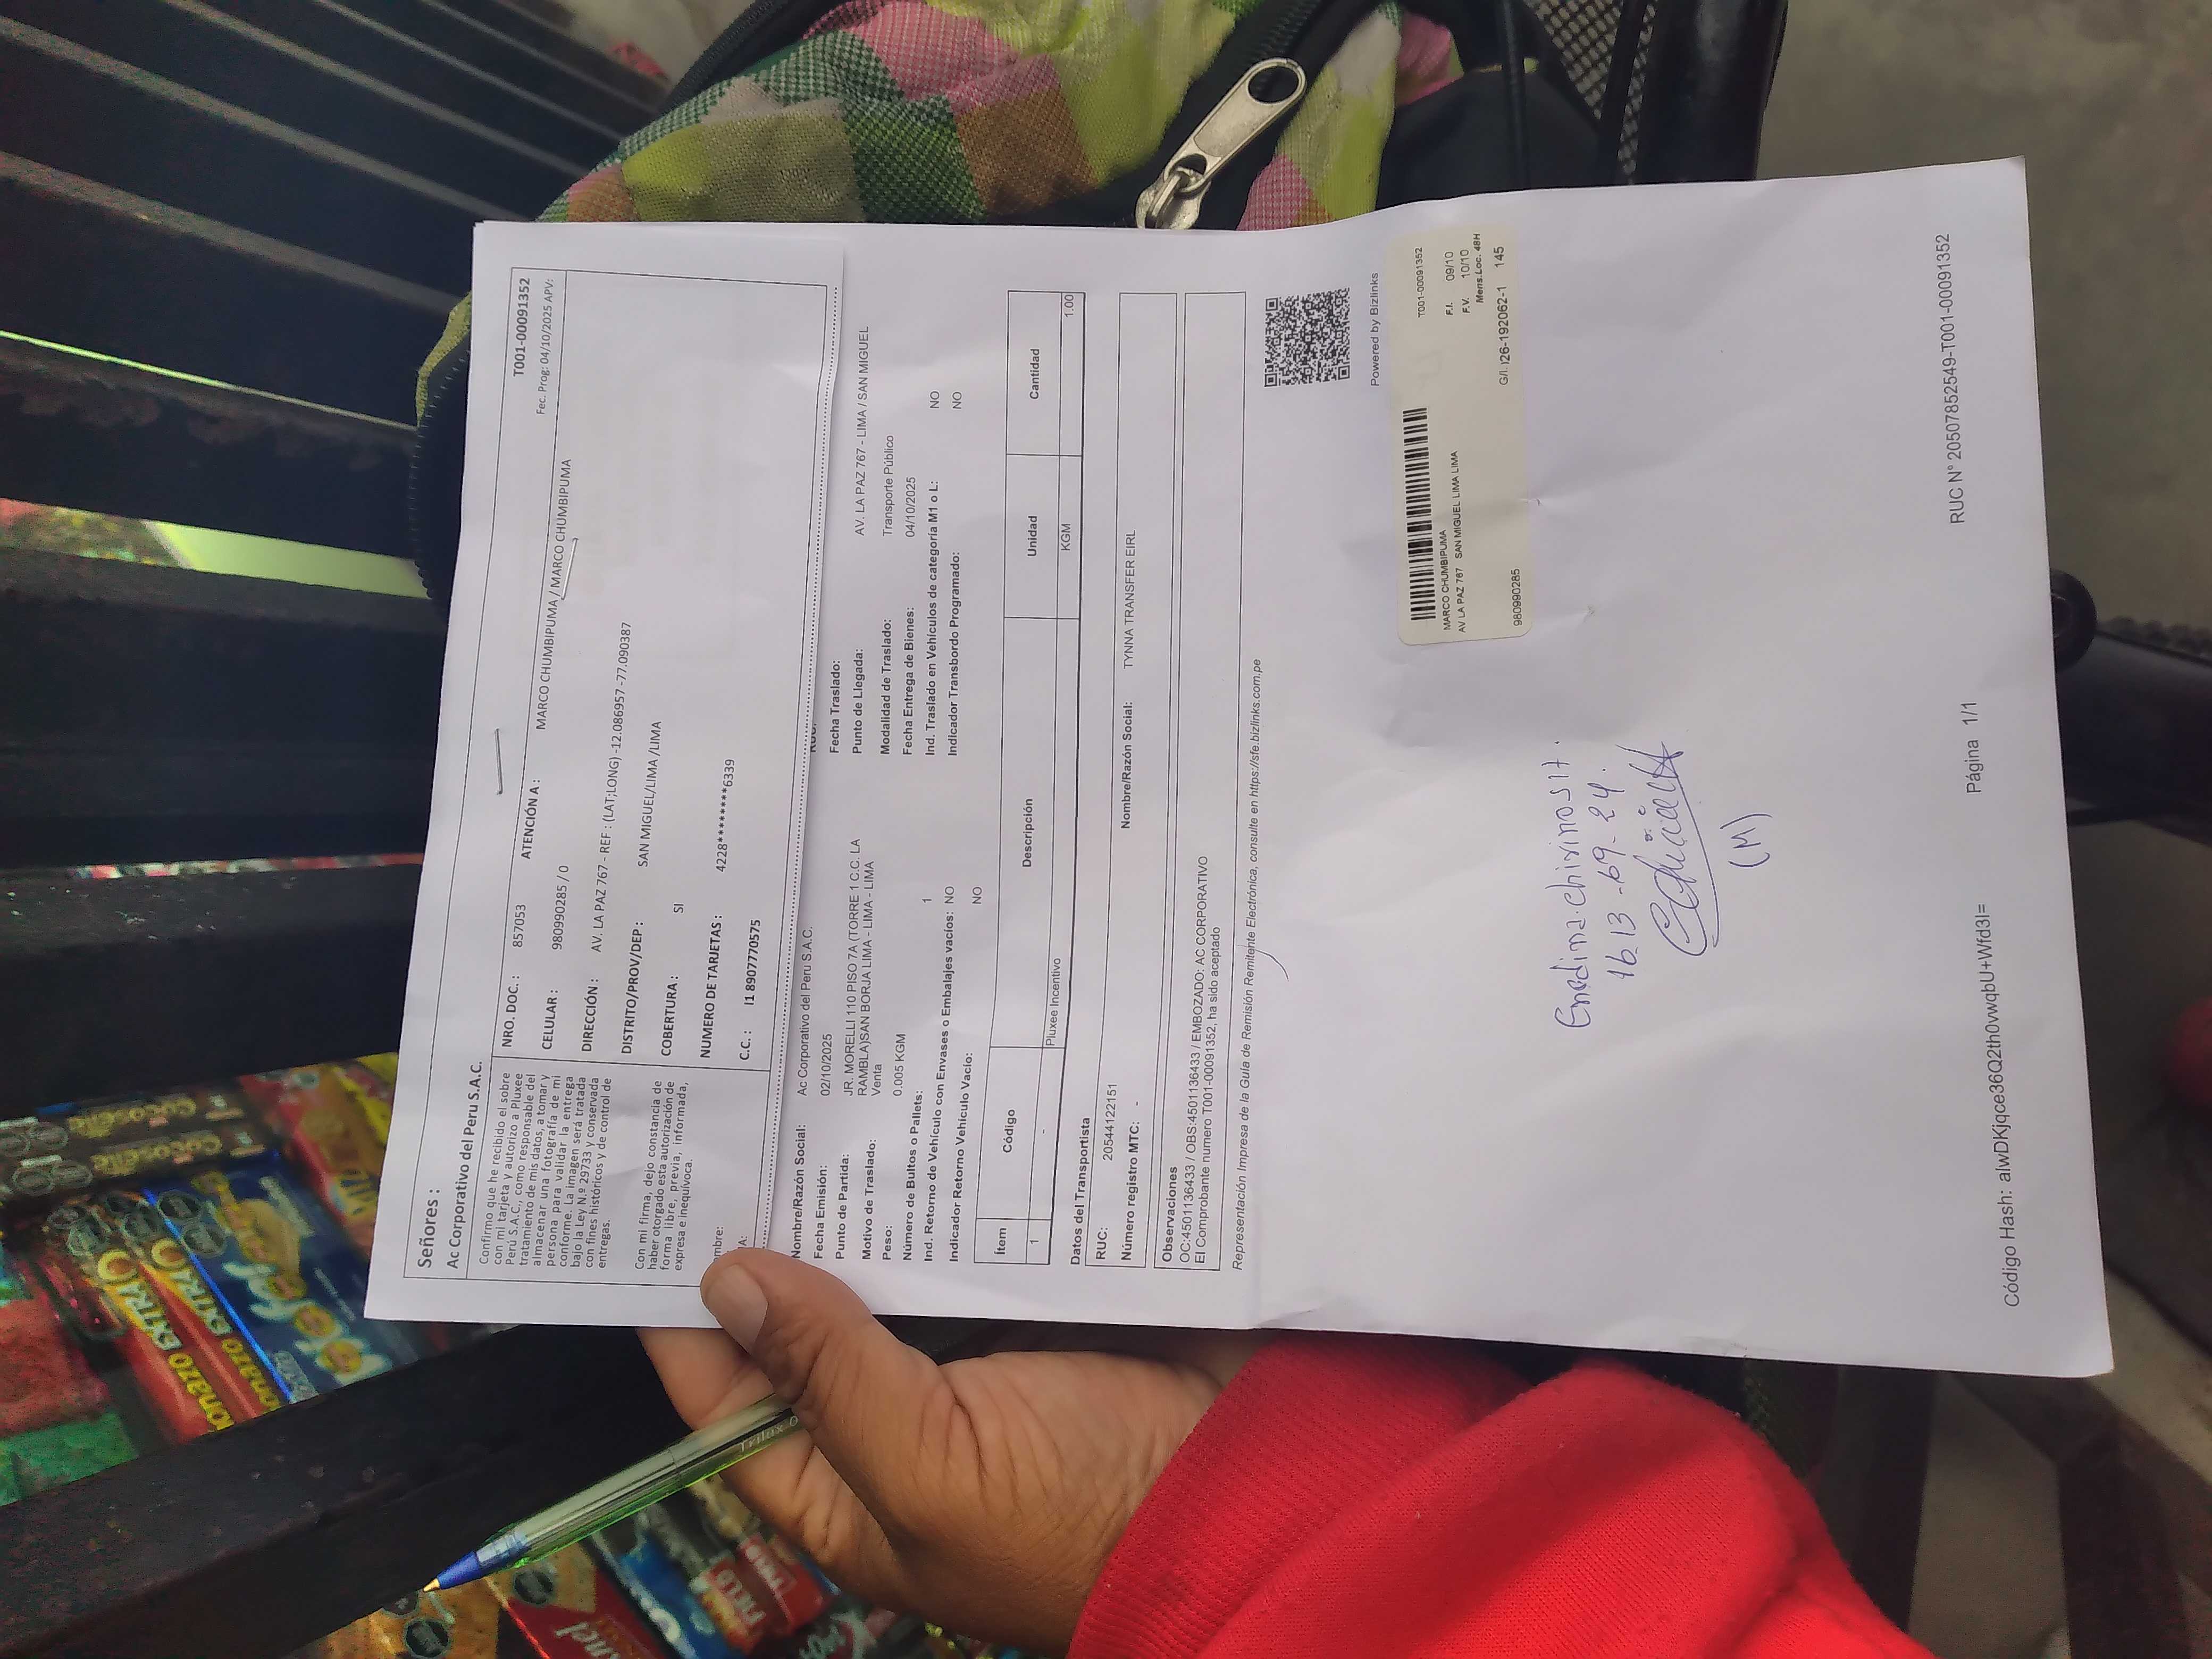 Señores :
Ac Corporativo del Peru S.A.C.
T001-00091352
Confirmo que he recibido el sobre
con mi tarjeta y autorizo a Pluxee
Perú S.A.C., como responsable del
tratamiento de mis datos, a tomar y
almacenar una fotografía de mi
persona para validar la entrega
conforme. La imagen será tratada
bajo la Ley N.º 29733 y conservada
con fines históricos y de control de
entregas.
Con mi firma, dejo constancia de
haber otorgado esta autorización de
forma libre, previa, informada,
expresa e inequívoca.
mbre:
A:
NRO. DOC. : 857053 ATENCIÓN A : MARCO CHUMBIPUMA / MARCO CHUMBIPUMA Fec. Prog: 04/10/2025 APV:
CELULAR : 980990285 / 0
DIRECCIÓN : AV. LA PAZ 767 - REF : (LAT;LONG) -12.086957 -77.090387
DISTRITO/PROV/DEP : SAN MIGUEL/LIMA /LIMA
COBERTURA : SI
NUMERO DE TARJETAS : 4228*********6339
C.C. : I1 8907770575
Nombre/Razón Social: Ac Corporativo del Peru S.A.C.
Fecha Emisión: 02/10/2025 Fecha Traslado:
Punto de Partida: JR. MORELLI 110 PISO 7A (TORRE 1 C.C. LA
RAMBLA)SAN BORJA LIMA - LIMA - LIMA
Punto de Llegada: AV. LA PAZ 767 - LIMA / SAN MIGUEL
Motivo de Traslado: Venta Modalidad de Traslado: Transporte Público
Peso: 0.005 KGM Fecha Entrega de Bienes: 04/10/2025
Número de Bultos o Pallets: 1 Ind. Traslado en Vehículos de categoría M1 o L: NO
Ind. Retorno de Vehículo con Envases o Embalajes vacíos: NO Indicador Transbordo Programado: NO
Indicador Retorno Vehículo Vacío: NO
Ítem Código Descripción Unidad Cantidad
1 - Pluxee Incentivo KGM 1.00
Datos del Transportista
RUC: 20544122151 Nombre/Razón Social: TYNNA TRANSFER EIRL
Número registro MTC: -
Observaciones
OC:4501136433 / OBS:4501136433 / EMBOZADO: AC CORPORATIVO
El Comprobante numero T001-00091352, ha sido aceptado
Representación Impresa de la Guía de Remisión Remitente Electrónica, consulte en https://sfe.bizlinks.com.pe
Powered by Bizlinks
T001-00091352
MARCO CHUMBIPUMA
AV LA PAZ 767 SAN MIGUEL LIMA LIMA
F.I. 09/10
F.V. 10/10
Mens.Loc. 48H
980990285 G/I. I26-192062-1 145
16 13 - 69 - 24.
(M)
Código Hash: alwDKjqce36Q2th0vwqbU+Wfd3I= Página 1/1 RUC N° 20507852549-T001-00091352
Trilux
EXTRA
EXTRA